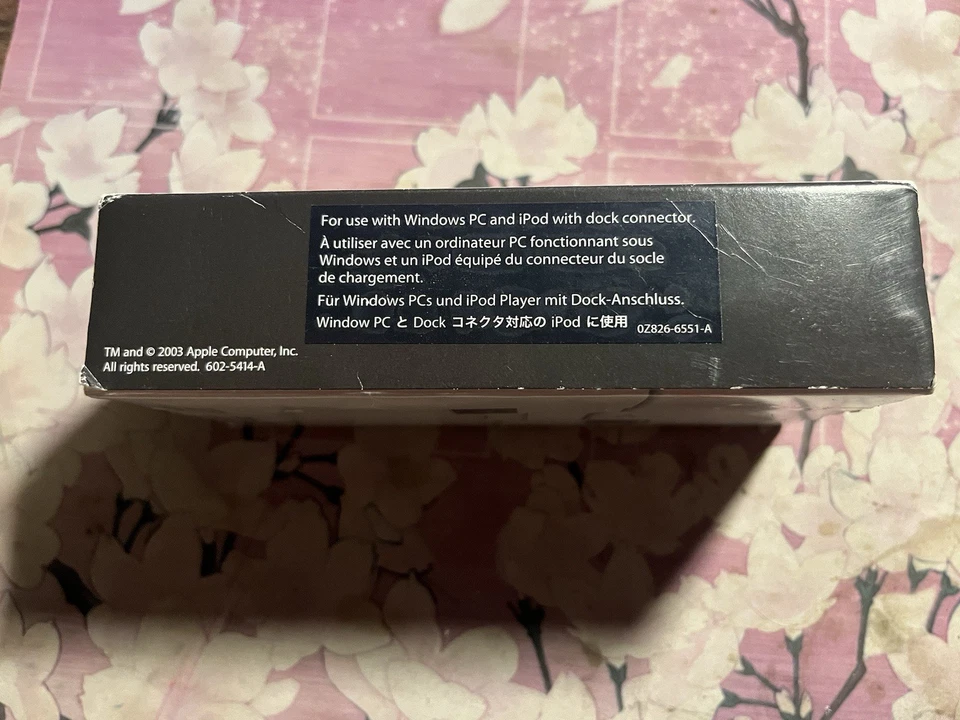 For use with Windows PC and iPod with dock connector.
À utiliser avec un ordinateur PC fonctionnant sous
Windows et un iPod équipé du connecteur du socle
de chargement.
Für Windows PCs und iPod Player mit Dock-Anschluss.
Window PC と Dock コネクタ対応の iPod に使用
0Z826-6551-A
TM and © 2003 Apple Computer, Inc.
All rights reserved. 602-5414-A